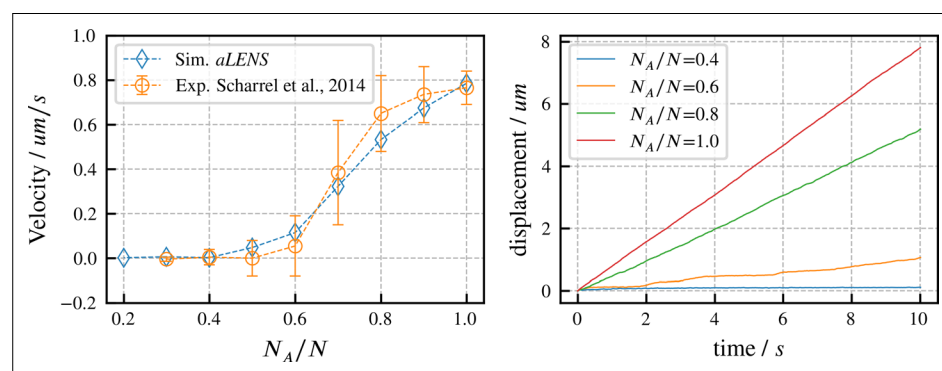 1.0
0.8
0.6
0.4
0.2
0.0
−0.2
Velocity / um/s
Sim. aLENS
Exp. Scharrel et al., 2014
0.2 0.4 0.6 0.8 1.0
N_A/N
8
6
4
2
0
displacement / um
N_A/N=0.4
N_A/N=0.6
N_A/N=0.8
N_A/N=1.0
0 2 4 6 8 10
time / s